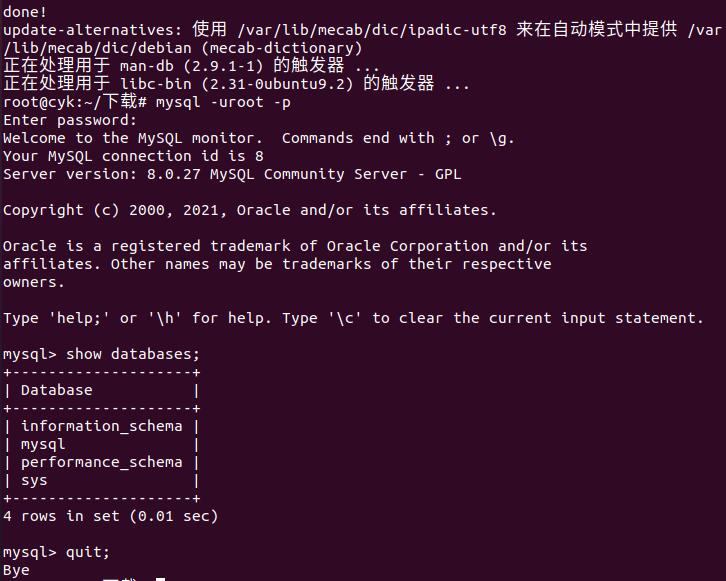 done!
update-alternatives: 使用 /var/lib/mecab/dic/ipadic-utf8 来在自动模式中提供 /var
/lib/mecab/dic/debian (mecab-dictionary)
正在处理用于 man-db (2.9.1-1) 的触发器 ...
正在处理用于 libc-bin (2.31-0ubuntu9.2) 的触发器 ...
root@cyk:~/下载# mysql -uroot -p
Enter password:
Welcome to the MySQL monitor.  Commands end with ; or \g.
Your MySQL connection id is 8
Server version: 8.0.27 MySQL Community Server - GPL

Copyright (c) 2000, 2021, Oracle and/or its affiliates.

Oracle is a registered trademark of Oracle Corporation and/or its
affiliates. Other names may be trademarks of their respective
owners.

Type 'help;' or '\h' for help. Type '\c' to clear the current input statement.

mysql> show databases;
+--------------------+
| Database           |
+--------------------+
| information_schema |
| mysql              |
| performance_schema |
| sys                |
+--------------------+
4 rows in set (0.01 sec)

mysql> quit;
Bye